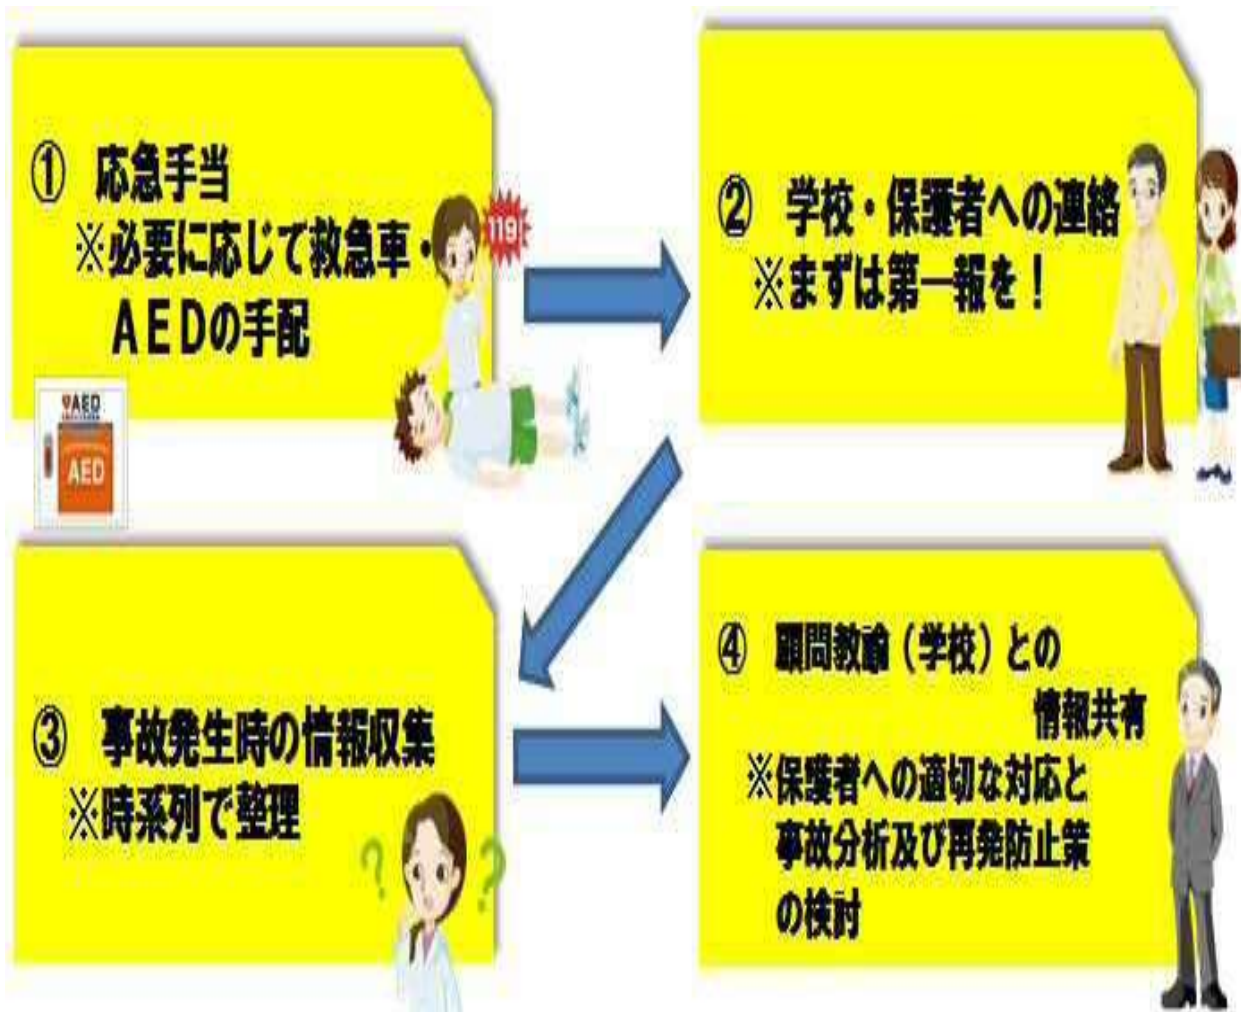 ① 応急手当
※必要に応じて救急車・
AEDの手配
119
AED
AED
② 学校・保護者への連絡
※まずは第一報を！
③ 事故発生時の情報収集
※時系列で整理
④ 顧問教諭（学校）との
情報共有
※保護者への適切な対応と
事故分析及び再発防止策
の検討